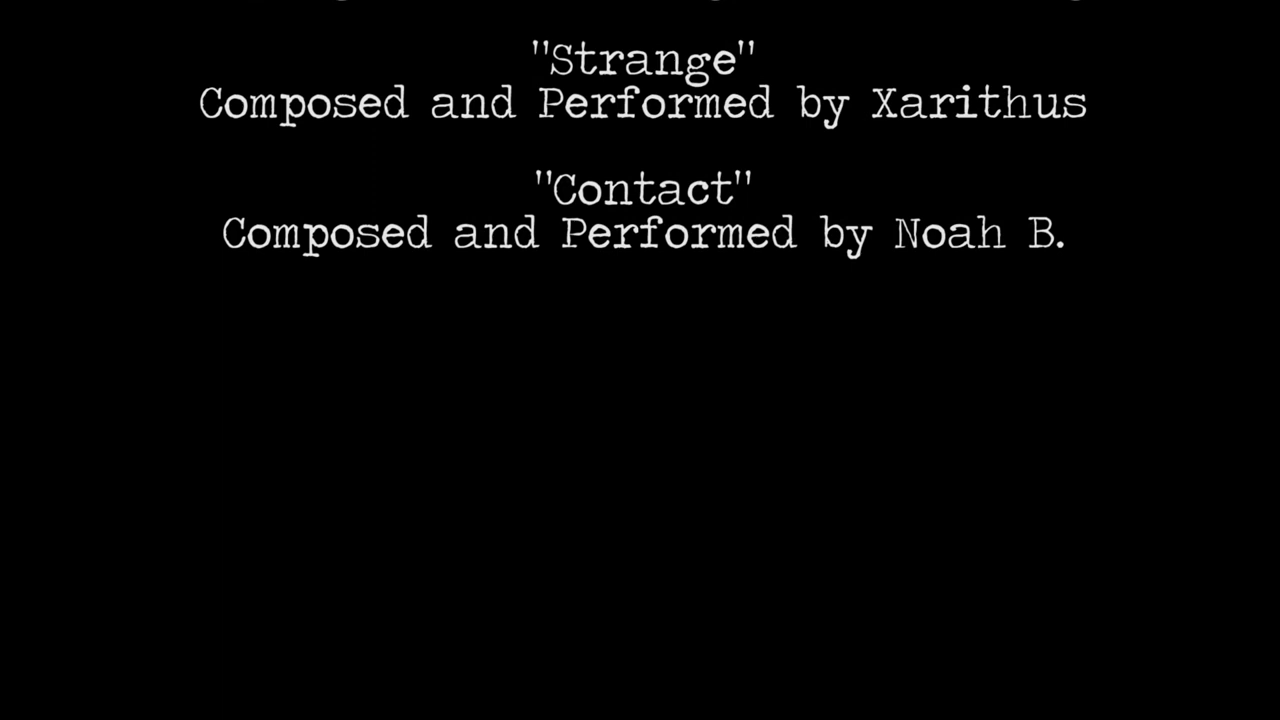 "Strange"
Composed and Performed by Xarithus
"Contact"
Composed and Performed by Noah B.